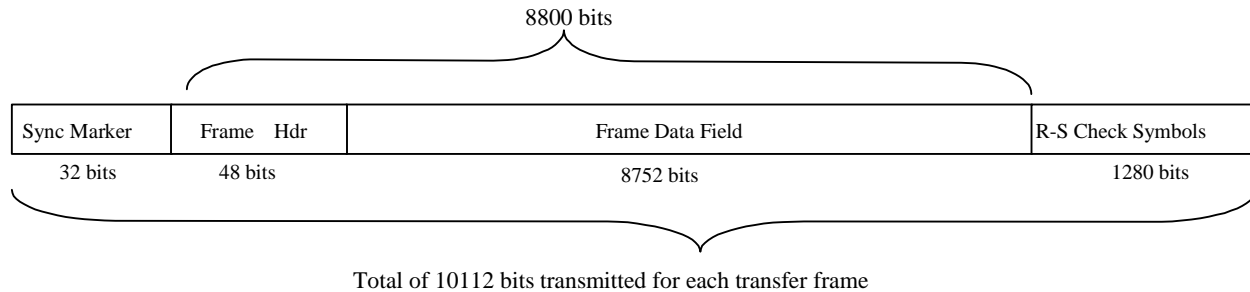 8800 bits
Sync Marker Frame Hdr Frame Data Field R-S Check Symbols
32 bits 48 bits 8752 bits 1280 bits
Total of 10112 bits transmitted for each transfer frame